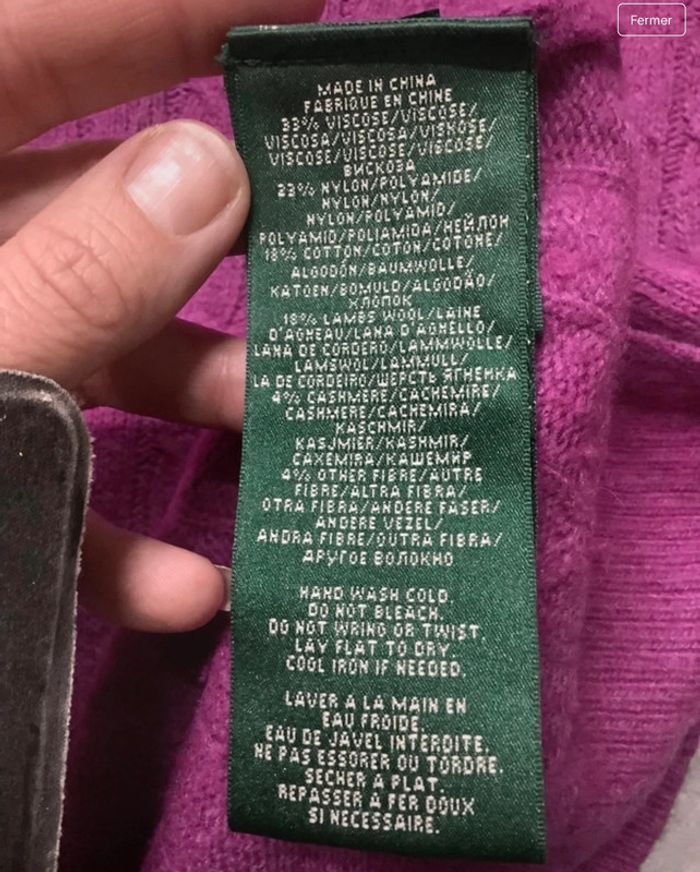 Fermer
MADE IN CHINA
FABRIQUE EN CHINE
33% VISCOSE/VISCOSE/
VISCOSA/VISCOSA/VISKOSE/
VISCOSE/VISCOSE/VISCOSE/
ВИСКОЗА
23% NYLON/POLYAMIDE/
NYLON/NYLON/
NYLON/POLYAMID/
POLYAMID/POLIAMIDA/НЕЙЛОН
18% COTTON/COTON/COTONE/
ALGODÓN/BAUMWOLLE/
KATOEN/BOMULD/ALGODÃO/
ХЛОПОК
18% LAMBS WOOL/LAINE
D'AGNEAU/LANA D'AGNELLO/
LANA DE CORDERO/LAMMWOLLE/
LAMSWOL/LAMMULL/
LA DE CORDEIRO/ШЕРСТЬ ЯГНЕНКА
4% CASHMERE/CACHEMIRE/
CASHMERE/CACHEMIRA/
KASCHMIR/
KASJMIER/KASHMIR/
CAXEMIRA/КАШЕМИР
4% OTHER FIBRE/AUTRE
FIBRE/ALTRA FIBRA/
OTRA FIBRA/ANDERE FASER/
ANDERE VEZEL/
ANDRA FIBRE/OUTRA FIBRA/
ДРУГОЕ ВОЛОКНО
HAND WASH COLD.
DO NOT BLEACH.
DO NOT WRING OR TWIST.
LAY FLAT TO DRY.
COOL IRON IF NEEDED.
LAVER A LA MAIN EN
EAU FROIDE.
EAU DE JAVEL INTERDITE.
NE PAS ESSORER OU TORDRE.
SECHER A PLAT.
REPASSER A FER DOUX
SI NECESSAIRE.